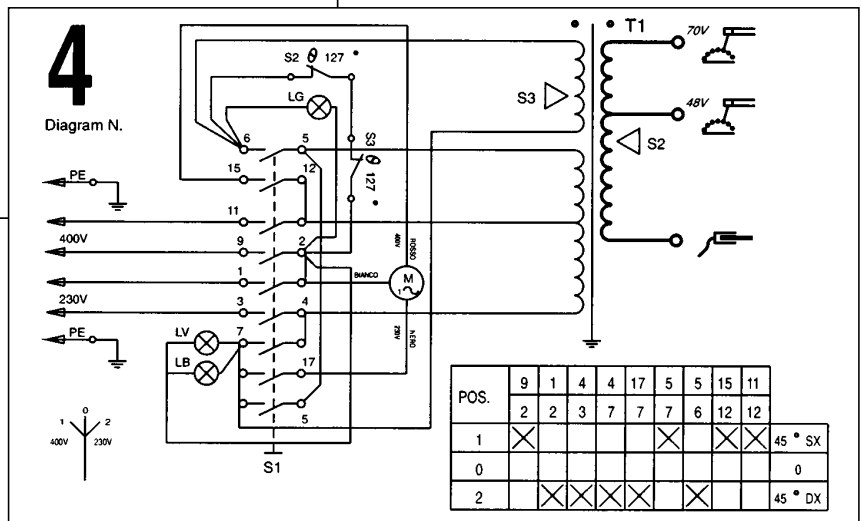 4
Diagram N.
T1
70V
S2 θ 127 °
S3
LG
48V
S2
S3 θ 127 °
6 5
15 12
PE
11
400V
9 2
ROSSO
400V
1
BIANCO
M
1
230V
3 4
PE
LV
7
230V
NERO
LB
17
5
S1
1 0 2
400V 230V
POS. 9 1 4 4 17 5 5 15 11
2 2 3 7 7 7 6 12 12
1 X X X X 45 ° SX
0 0
2 X X X X X 45 ° DX